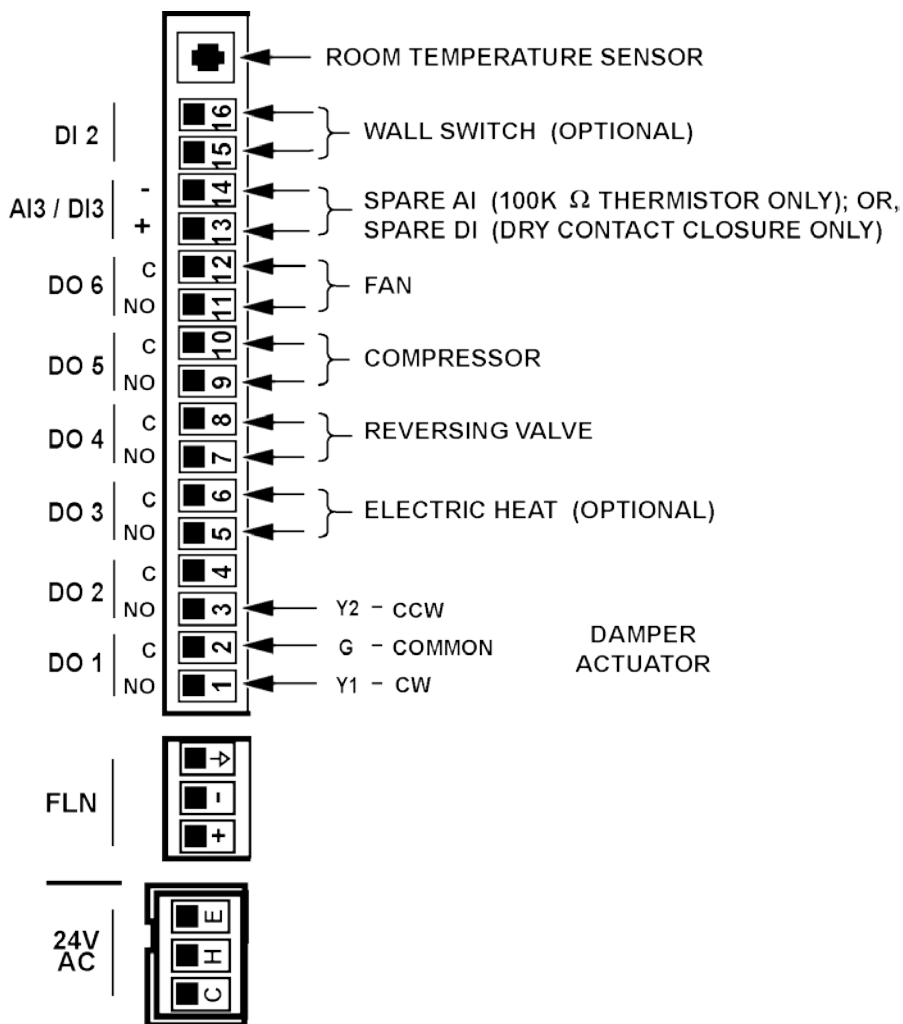 ROOM TEMPERATURE SENSOR
DI 2
16
15
WALL SWITCH (OPTIONAL)
AI3 / DI3
-
+
14
13
SPARE AI (100K Ω THERMISTOR ONLY); OR,
SPARE DI (DRY CONTACT CLOSURE ONLY)
DO 6
C
NO
12
11
FAN
DO 5
C
NO
10
9
COMPRESSOR
DO 4
C
NO
8
7
REVERSING VALVE
DO 3
C
NO
6
5
ELECTRIC HEAT (OPTIONAL)
DO 2
C
NO
4
3
Y2 - CCW
DO 1
C
NO
2
1
G - COMMON
Y1 - CW
DAMPER
ACTUATOR
FLN
-
+
24V
AC
E
H
C